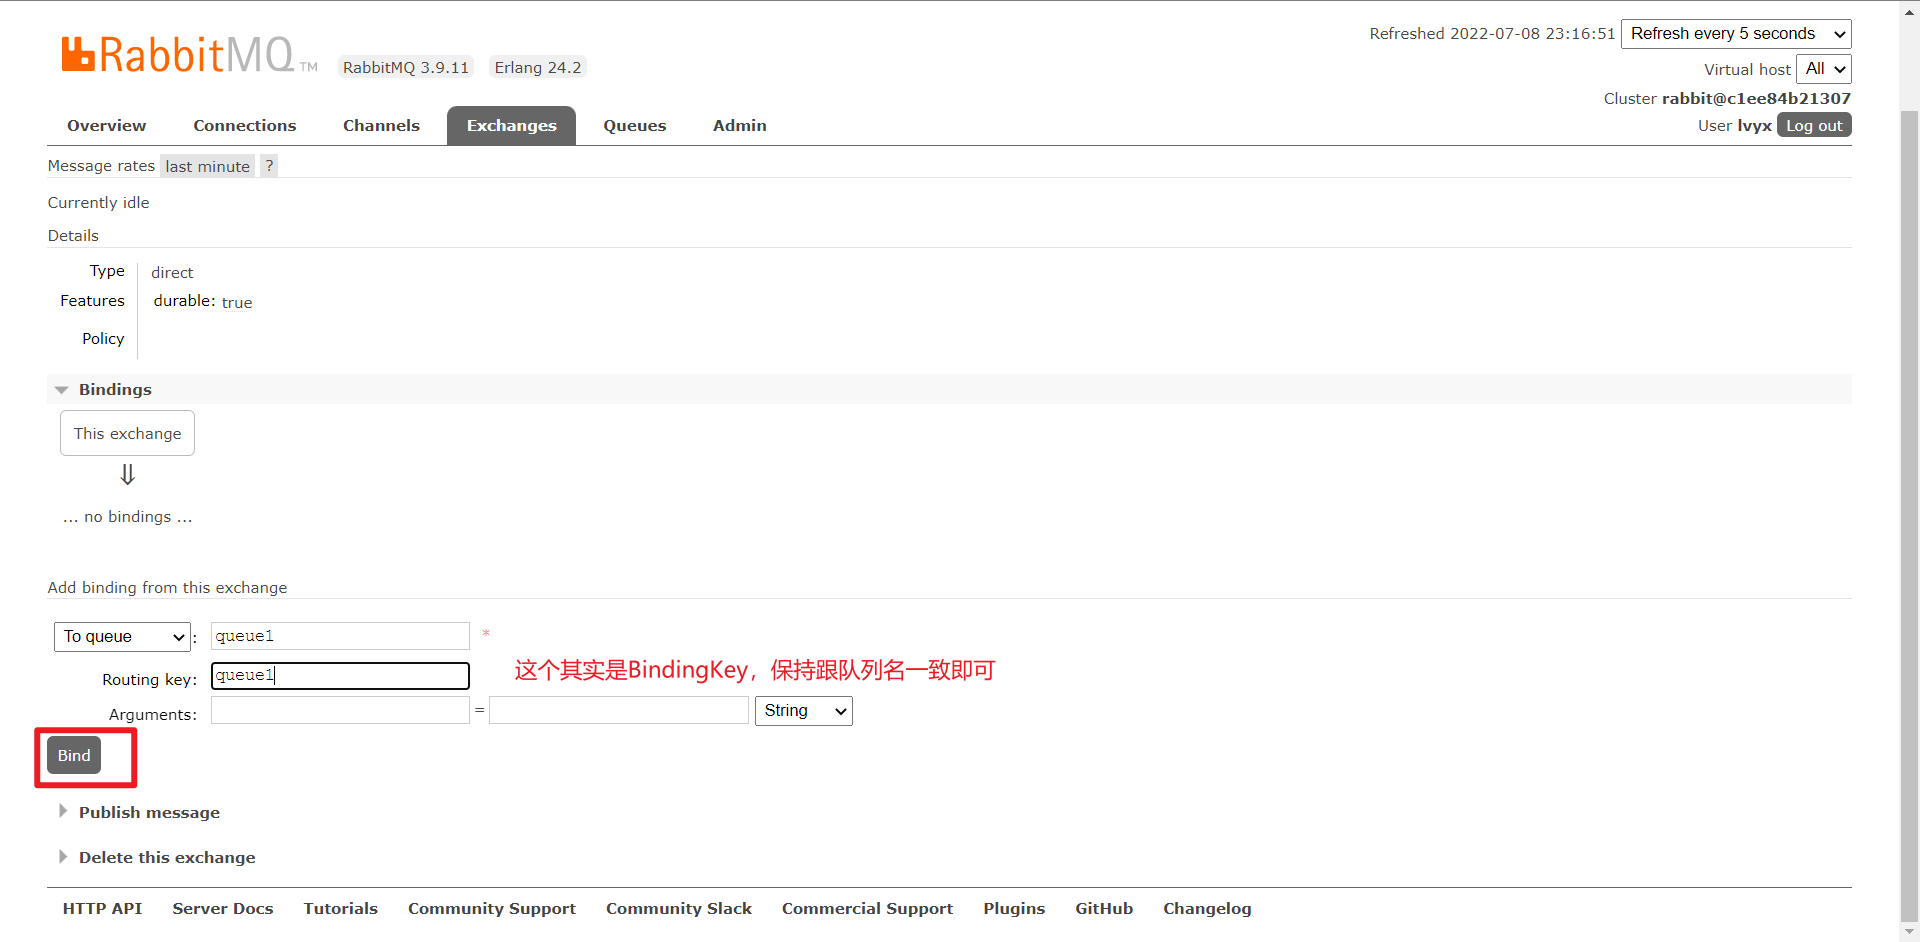 RabbitMQ TM RabbitMQ 3.9.11 Erlang 24.2
Refreshed 2022-07-08 23:16:51 Refresh every 5 seconds
Virtual host All
Cluster rabbit@c1ee84b21307
User lvyx Log out
Overview Connections Channels Exchanges Queues Admin
Message rates last minute ?
Currently idle
Details
Type direct
Features durable: true
Policy
Bindings
This exchange
⇓
... no bindings ...
Add binding from this exchange
To queue : queue1 *
Routing key: queue1 这个其实是BindingKey，保持跟队列名一致即可
Arguments: = String
Bind
Publish message
Delete this exchange
HTTP API Server Docs Tutorials Community Support Community Slack Commercial Support Plugins GitHub Changelog